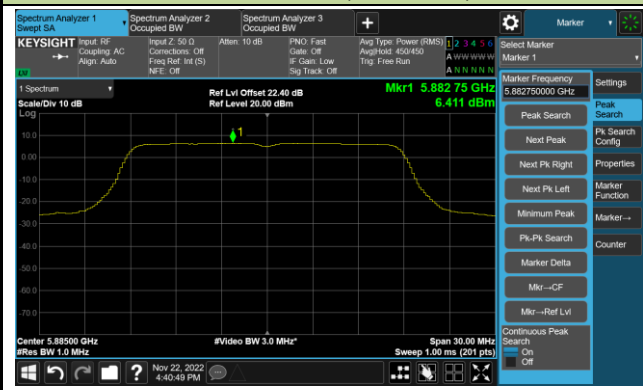 Spectrum Analyzer 1
Swept SA
Spectrum Analyzer 2
Occupied BW
Spectrum Analyzer 3
Occupied BW
+
Marker
KEYSIGHT
Input: RF
Coupling: AC
Align: Auto
Input Z: 50 Ω
Corrections: Off
Freq Ref: Int (S)
NFE: Off
Atten: 10 dB
PNO: Fast
Gate: Off
IF Gain: Low
Sig Track: Off
Avg Type: Power (RMS)
Avg|Hold: 450/450
Trig: Free Run
1 2 3 4 5 6
A W W W W W
A N N N N N
LW
Select Marker
Marker 1
1 Spectrum
Scale/Div 10 dB
Log
Ref Lvl Offset 22.40 dB
Ref Level 20.00 dBm
Mkr1 5.882 75 GHz
6.411 dBm
1
10.0
0.00
-10.0
-20.0
-30.0
-40.0
-50.0
-60.0
-70.0
Center 5.88500 GHz
#Res BW 1.0 MHz
#Video BW 3.0 MHz*
Span 30.00 MHz
Sweep 1.00 ms (201 pts)
Marker Frequency
5.882750000 GHz
Peak Search
Next Peak
Next Pk Right
Next Pk Left
Minimum Peak
Pk-Pk Search
Marker Delta
Mkr→CF
Mkr→Ref Lvl
Continuous Peak
Search
On
Off
Settings
Peak
Search
Pk Search
Config
Properties
Marker
Function
Marker→
Counter
?
Nov 22, 2022
4:40:49 PM